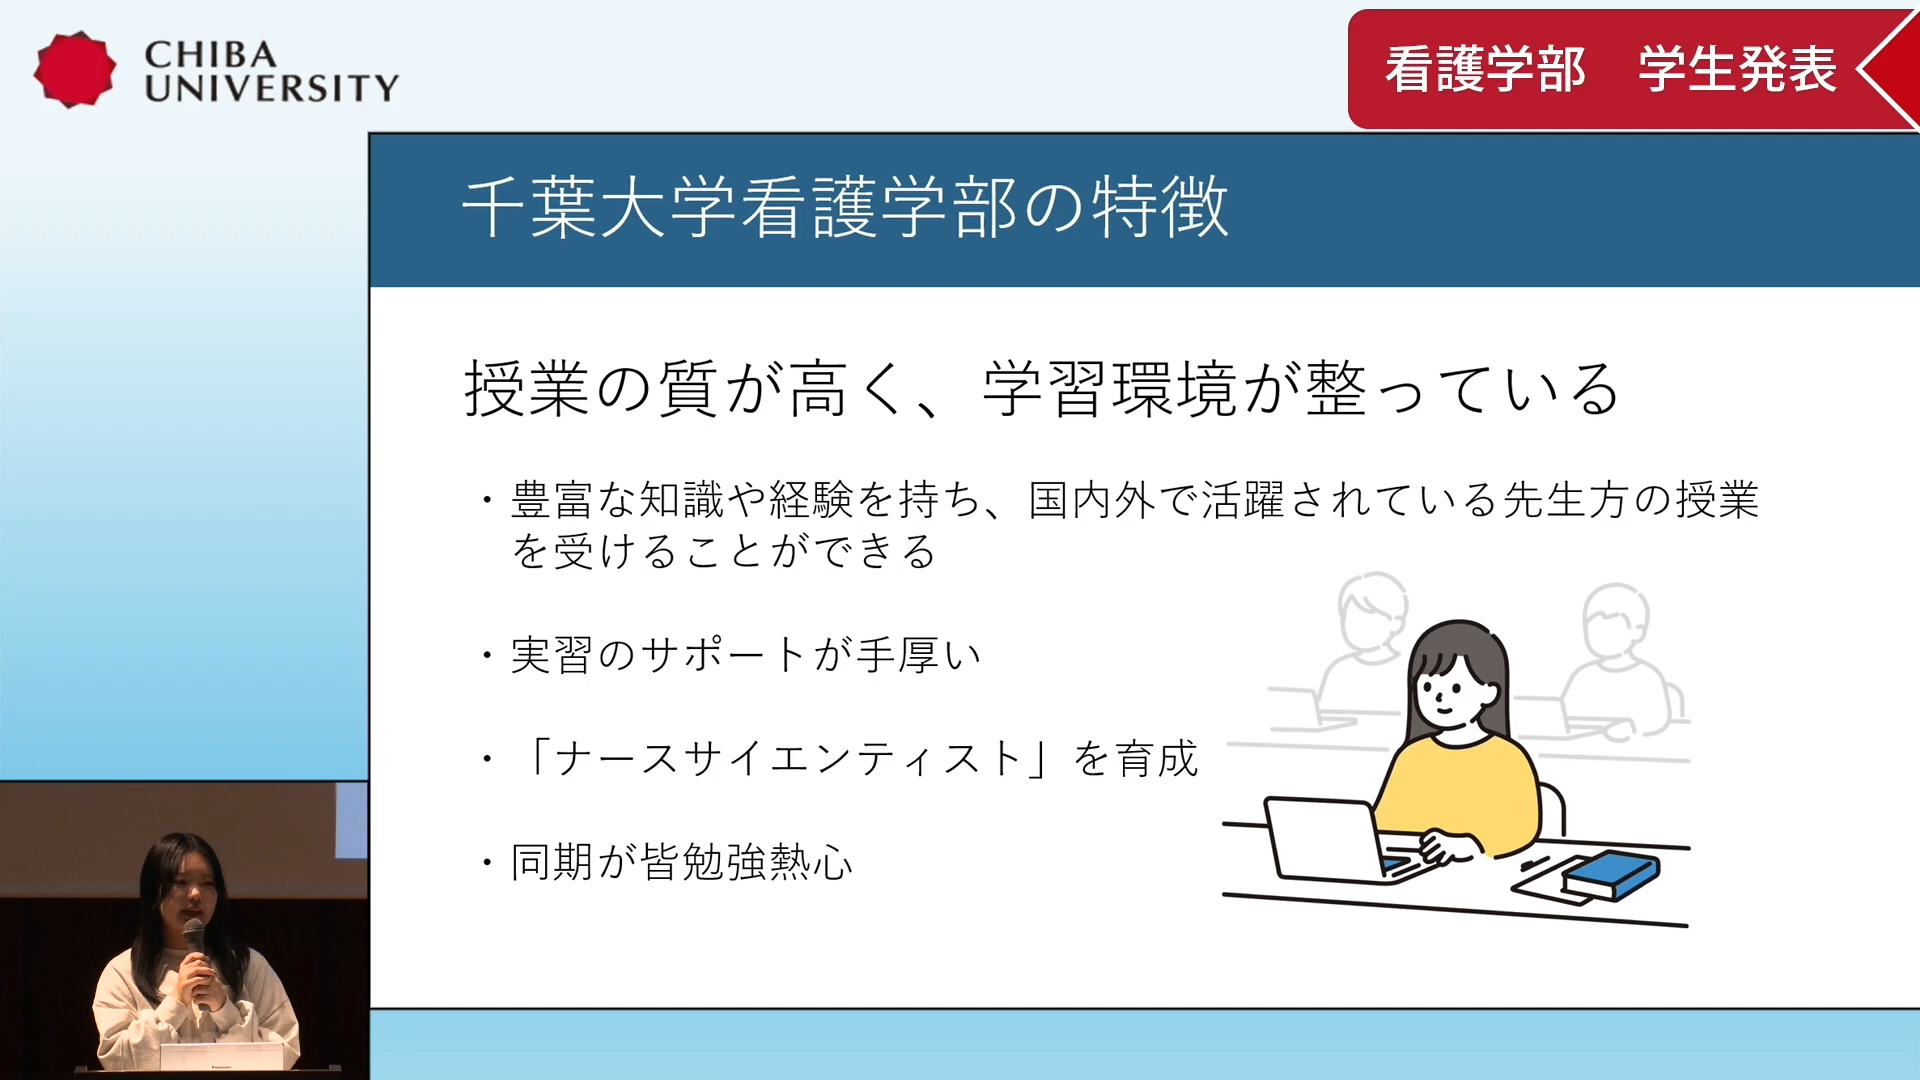 CHIBA
UNIVERSITY
看護学部　学生発表
千葉大学看護学部の特徴
授業の質が高く、学習環境が整っている
・豊富な知識や経験を持ち、国内外で活躍されている先生方の授業
を受けることができる
・実習のサポートが手厚い
・「ナースサイエンティスト」を育成
・同期が皆勉強熱心
Panasonic